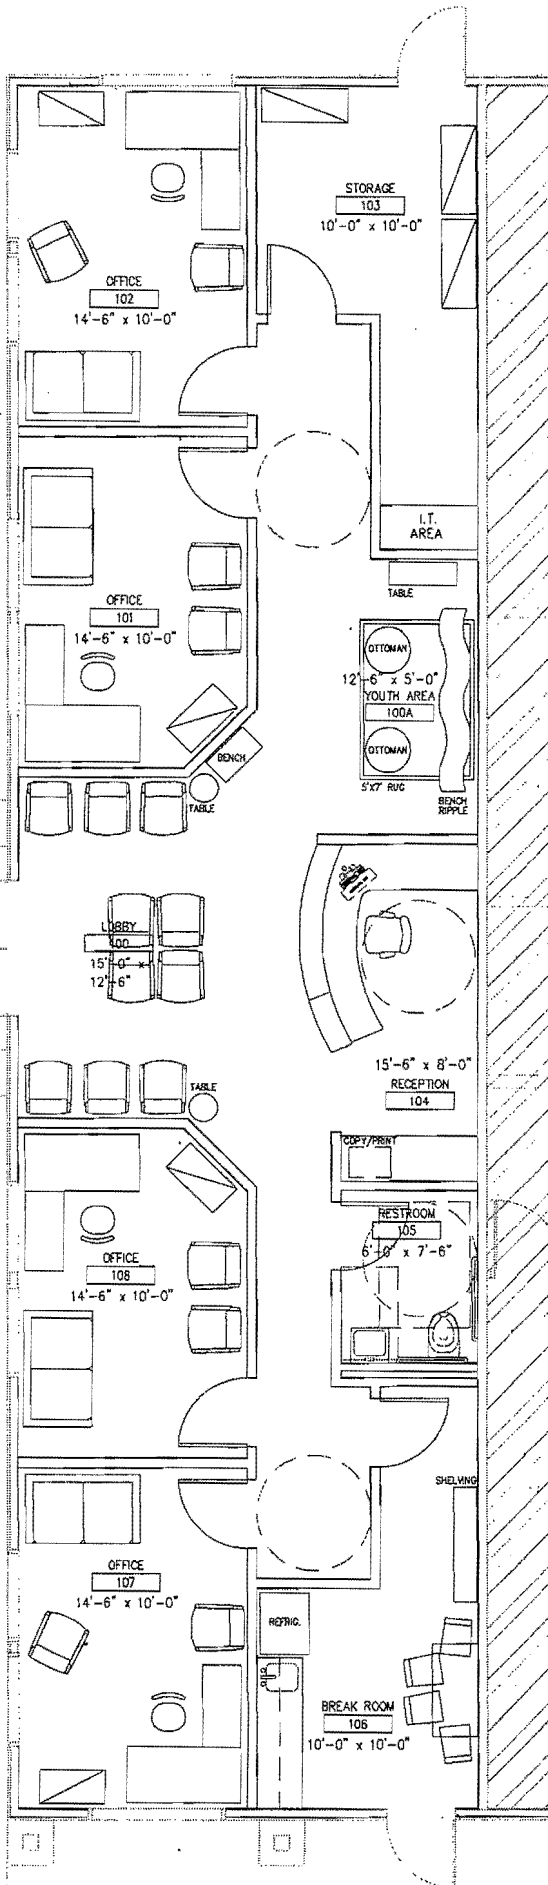 STORAGE
103
10'-0" x 10'-0"
OFFICE
102
14'-6" x 10'-0"
I.T.
AREA
TABLE
OFFICE
101
14'-6" x 10'-0"
OTTOMAN
12'-6" x 5'-0"
YOUTH AREA
100A
OTTOMAN
5'x7' RUG
BENCH
RIPPLE
BENCH
TABLE
LOBBY
100
15'-0" x
12'-6"
15'-6" x 8'-0"
RECEPTION
104
TABLE
COPY/PRINT
RESTROOM
105
6'-0" x 7'-6"
OFFICE
108
14'-6" x 10'-0"
SHELVING
OFFICE
107
14'-6" x 10'-0"
REFRIG.
BREAK ROOM
106
10'-0" x 10'-0"